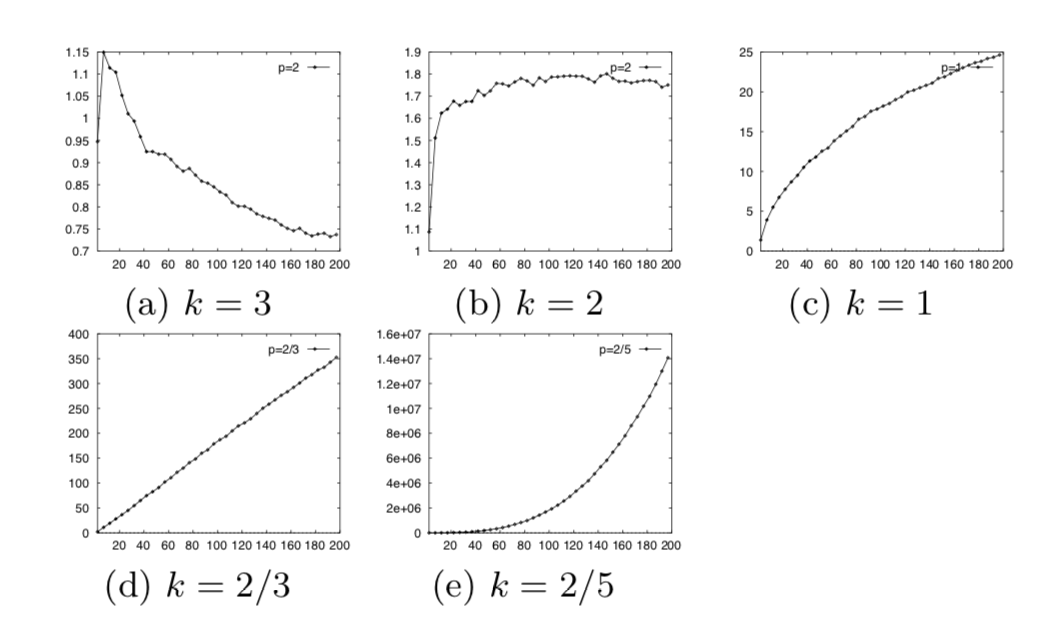 1.15
1.1
1.05
1
0.95
0.9
0.85
0.8
0.75
0.7
p=2
20 40 60 80 100 120 140 160 180 200
(a) k = 3
1.9
1.8
1.7
1.6
1.5
1.4
1.3
1.2
1.1
1
p=2
20 40 60 80 100 120 140 160 180 200
(b) k = 2
25
20
15
10
5
0
p=1
20 40 60 80 100 120 140 160 180 200
(c) k = 1
400
350
300
250
200
150
100
50
0
p=2/3
20 40 60 80 100 120 140 160 180 200
(d) k = 2/3
1.6e+07
1.4e+07
1.2e+07
1e+07
8e+06
6e+06
4e+06
2e+06
0
p=2/5
20 40 60 80 100 120 140 160 180 200
(e) k = 2/5